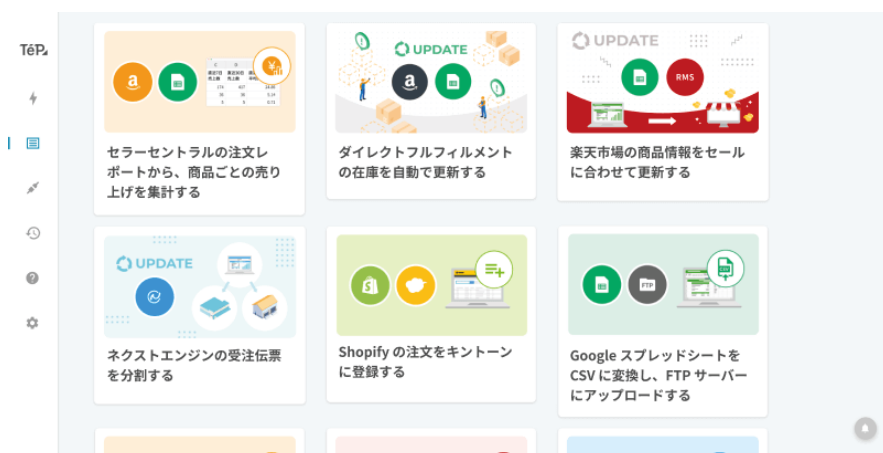 TéP
UPDATE
UPDATE
RMS
セラーセントラルの注文レ
ポートから、商品ごとの売り
上げを集計する
ダイレクトフルフィルメント
の在庫を自動で更新する
楽天市場の商品情報をセール
に合わせて更新する
UPDATE
FTP
CSV
ネクストエンジンの受注伝票
を分割する
Shopify の注文をキントーン
に登録する
Google スプレッドシートを
CSV に変換し、FTP サーバー
にアップロードする